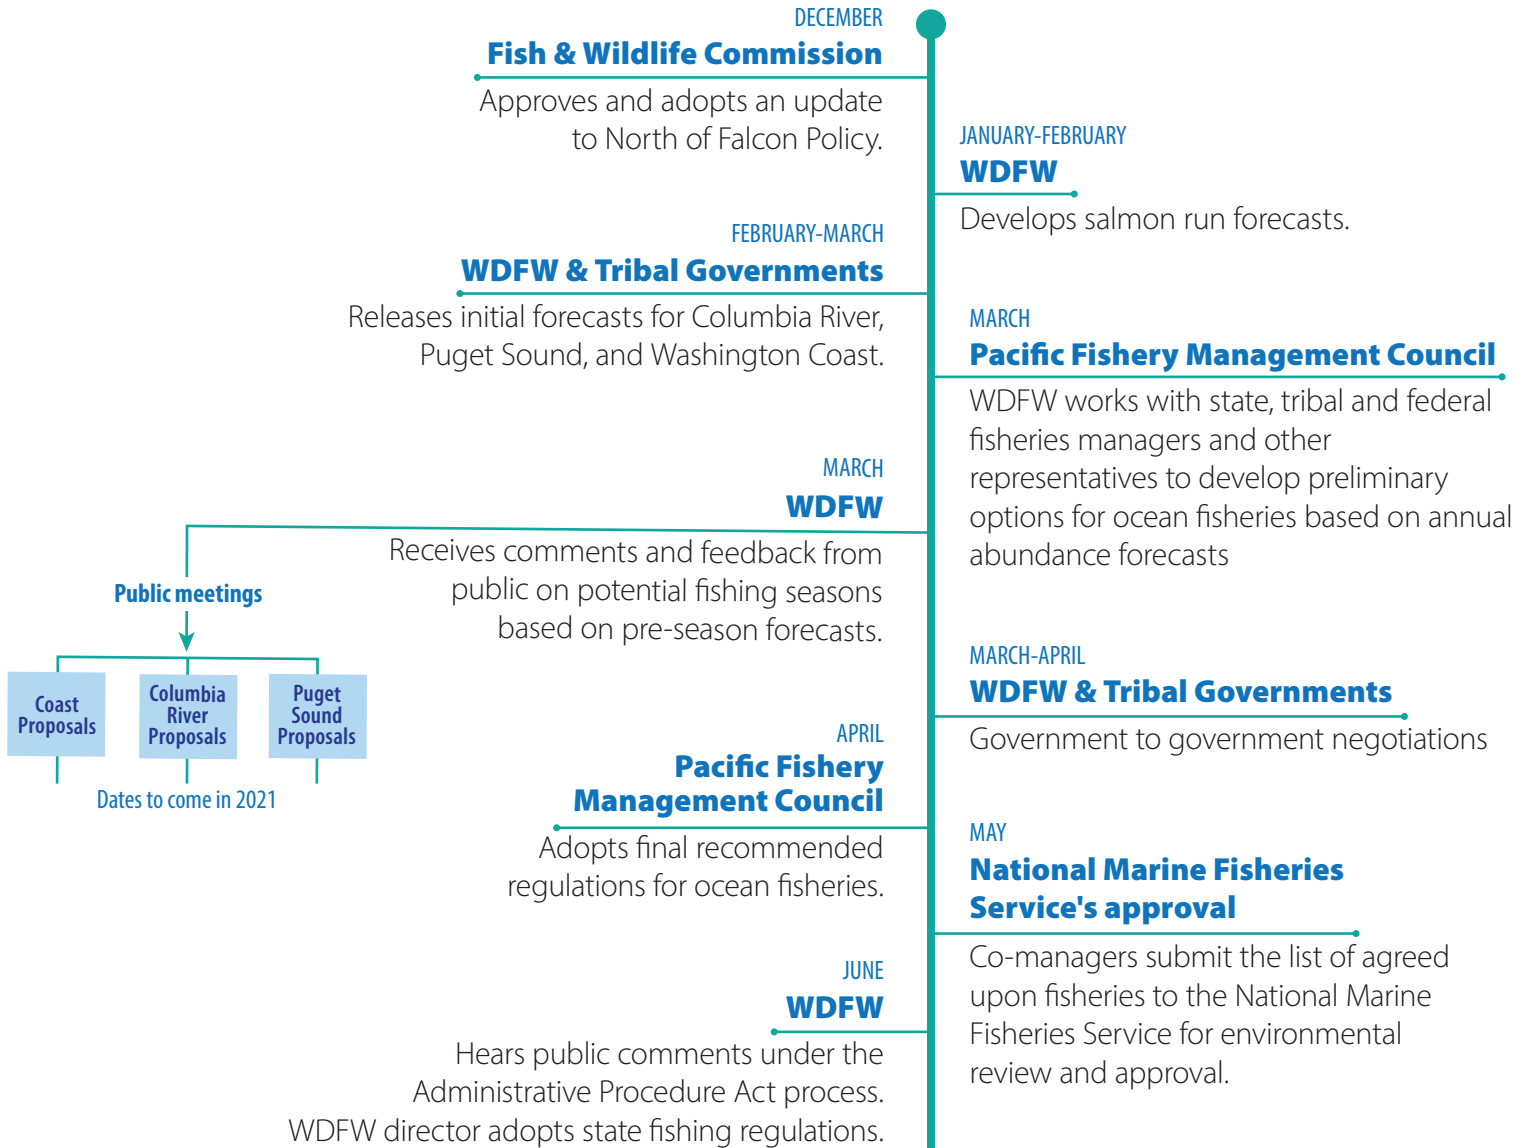 DECEMBER
Fish & Wildlife Commission
Approves and adopts an update
to North of Falcon Policy.
JANUARY-FEBRUARY
WDFW
Develops salmon run forecasts.
FEBRUARY-MARCH
WDFW & Tribal Governments
Releases initial forecasts for Columbia River,
Puget Sound, and Washington Coast.
MARCH
Pacific Fishery Management Council
WDFW works with state, tribal and federal
fisheries managers and other
representatives to develop preliminary
options for ocean fisheries based on annual
abundance forecasts
MARCH
WDFW
Receives comments and feedback from
public on potential fishing seasons
based on pre-season forecasts.
Public meetings
Coast
Proposals
Columbia
River
Proposals
Puget
Sound
Proposals
Dates to come in 2021
MARCH-APRIL
WDFW & Tribal Governments
Government to government negotiations
APRIL
Pacific Fishery
Management Council
Adopts final recommended
regulations for ocean fisheries.
MAY
National Marine Fisheries
Service's approval
Co-managers submit the list of agreed
upon fisheries to the National Marine
Fisheries Service for environmental
review and approval.
JUNE
WDFW
Hears public comments under the
Administrative Procedure Act process.
WDFW director adopts state fishing regulations.